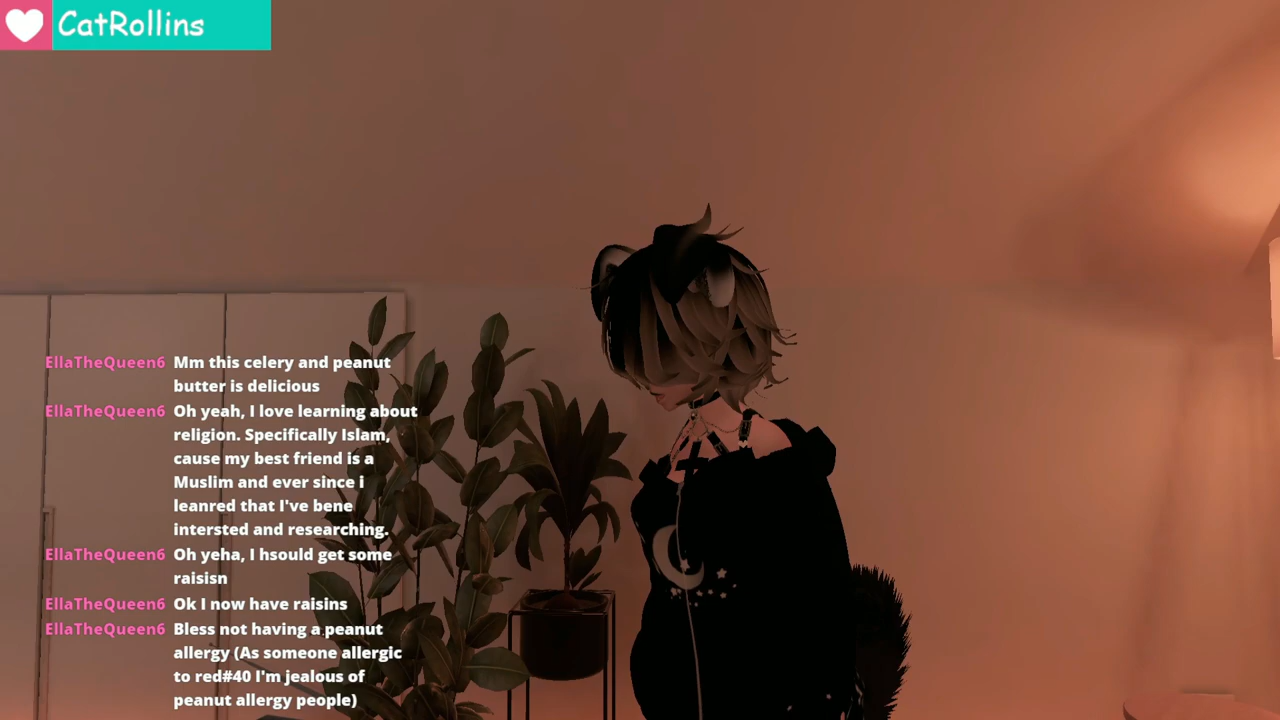 CatRollins
EllaTheQueen6 Mm this celery and peanut
butter is delicious
EllaTheQueen6 Oh yeah, I love learning about
religion. Specifically Islam,
cause my best friend is a
Muslim and ever since i
leanred that I've bene
intersted and researching.
EllaTheQueen6 Oh yeha, I hsould get some
raisisn
EllaTheQueen6 Ok I now have raisins
EllaTheQueen6 Bless not having a peanut
allergy (As someone allergic
to red#40 I'm jealous of
peanut allergy people)